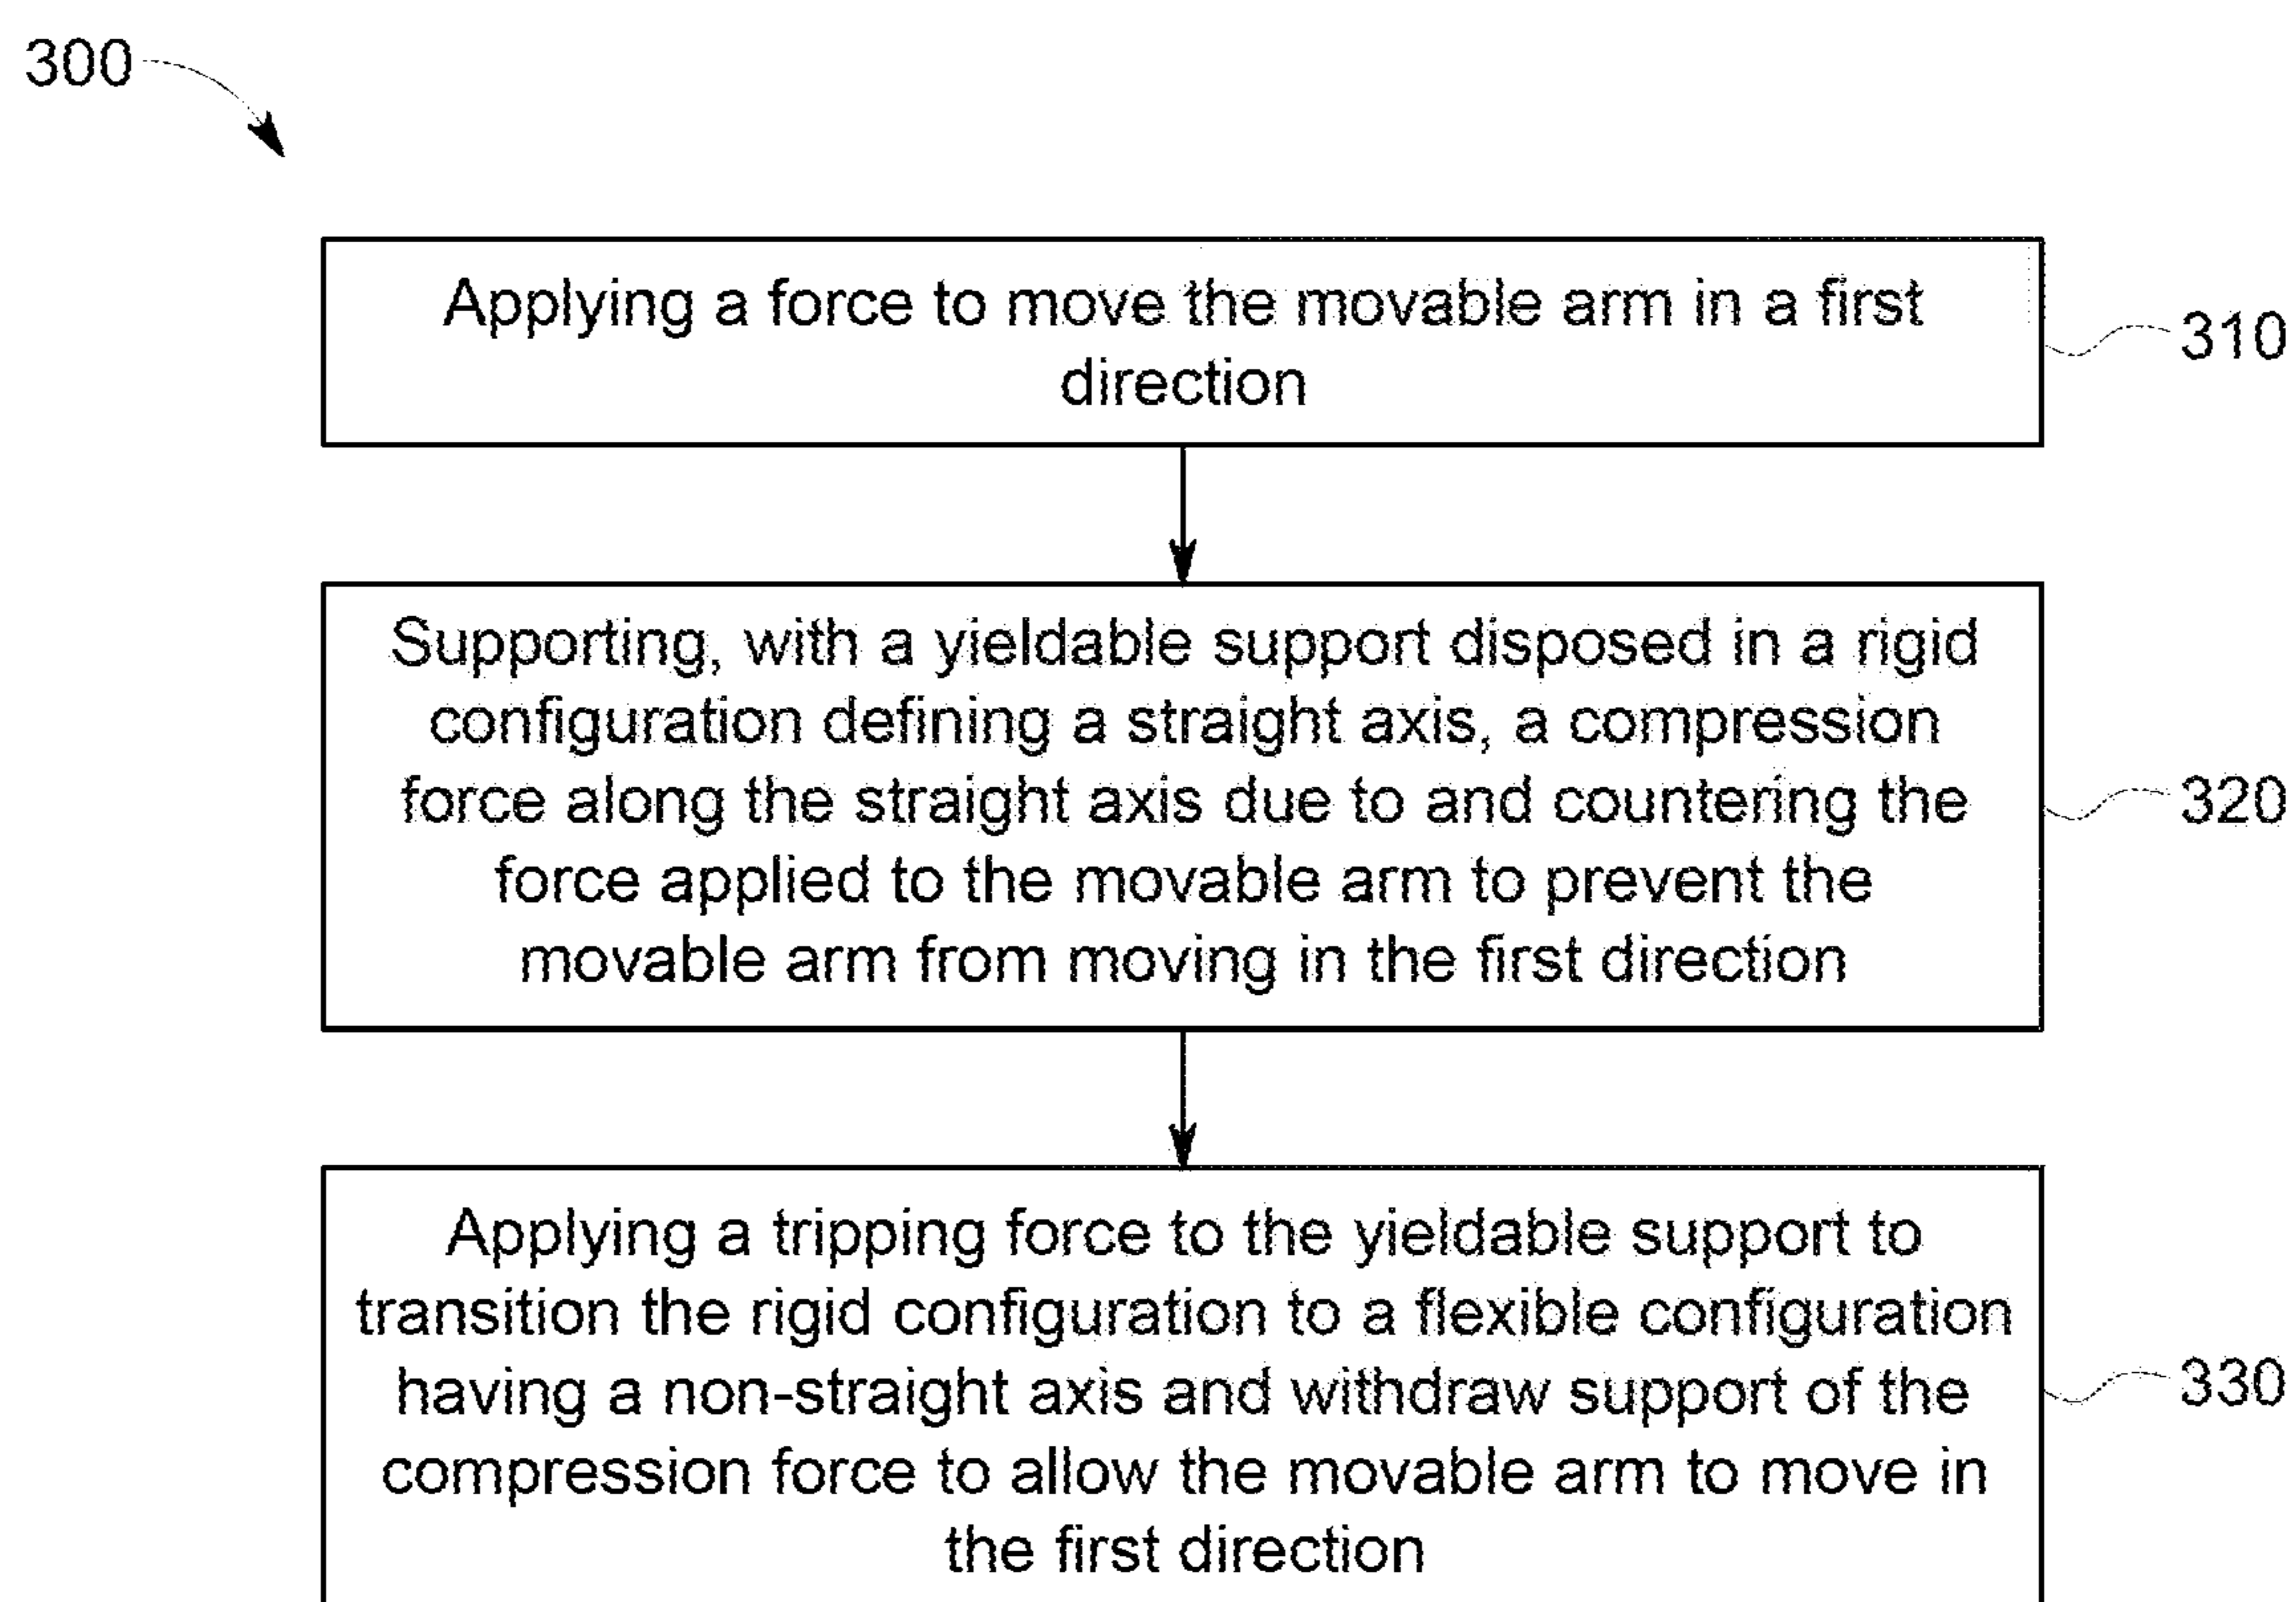 300
Applying a force to move the movable arm in a first
direction
310
Supporting, with a yieldable support disposed in a rigid
configuration defining a straight axis, a compression
force along the straight axis due to and countering the
force applied to the movable arm to prevent the
movable arm from moving in the first direction
320
Applying a tripping force to the yieldable support to
transition the rigid configuration to a flexible configuration
having a non-straight axis and withdraw support of the
compression force to allow the movable arm to move in
the first direction
330